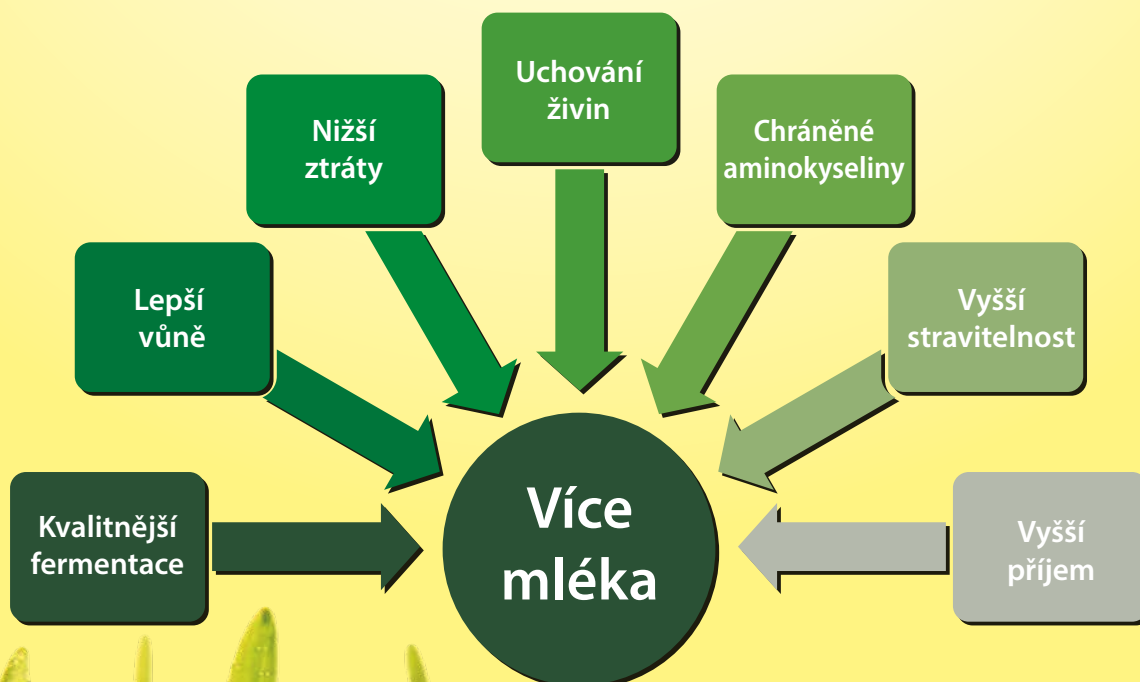 Uchování
živin
Nižší
ztráty
Chráněné
aminokyseliny
Lepší
vůně
Vyšší
stravitelnost
Kvalitnější
fermentace
Více
mléka
Vyšší
příjem